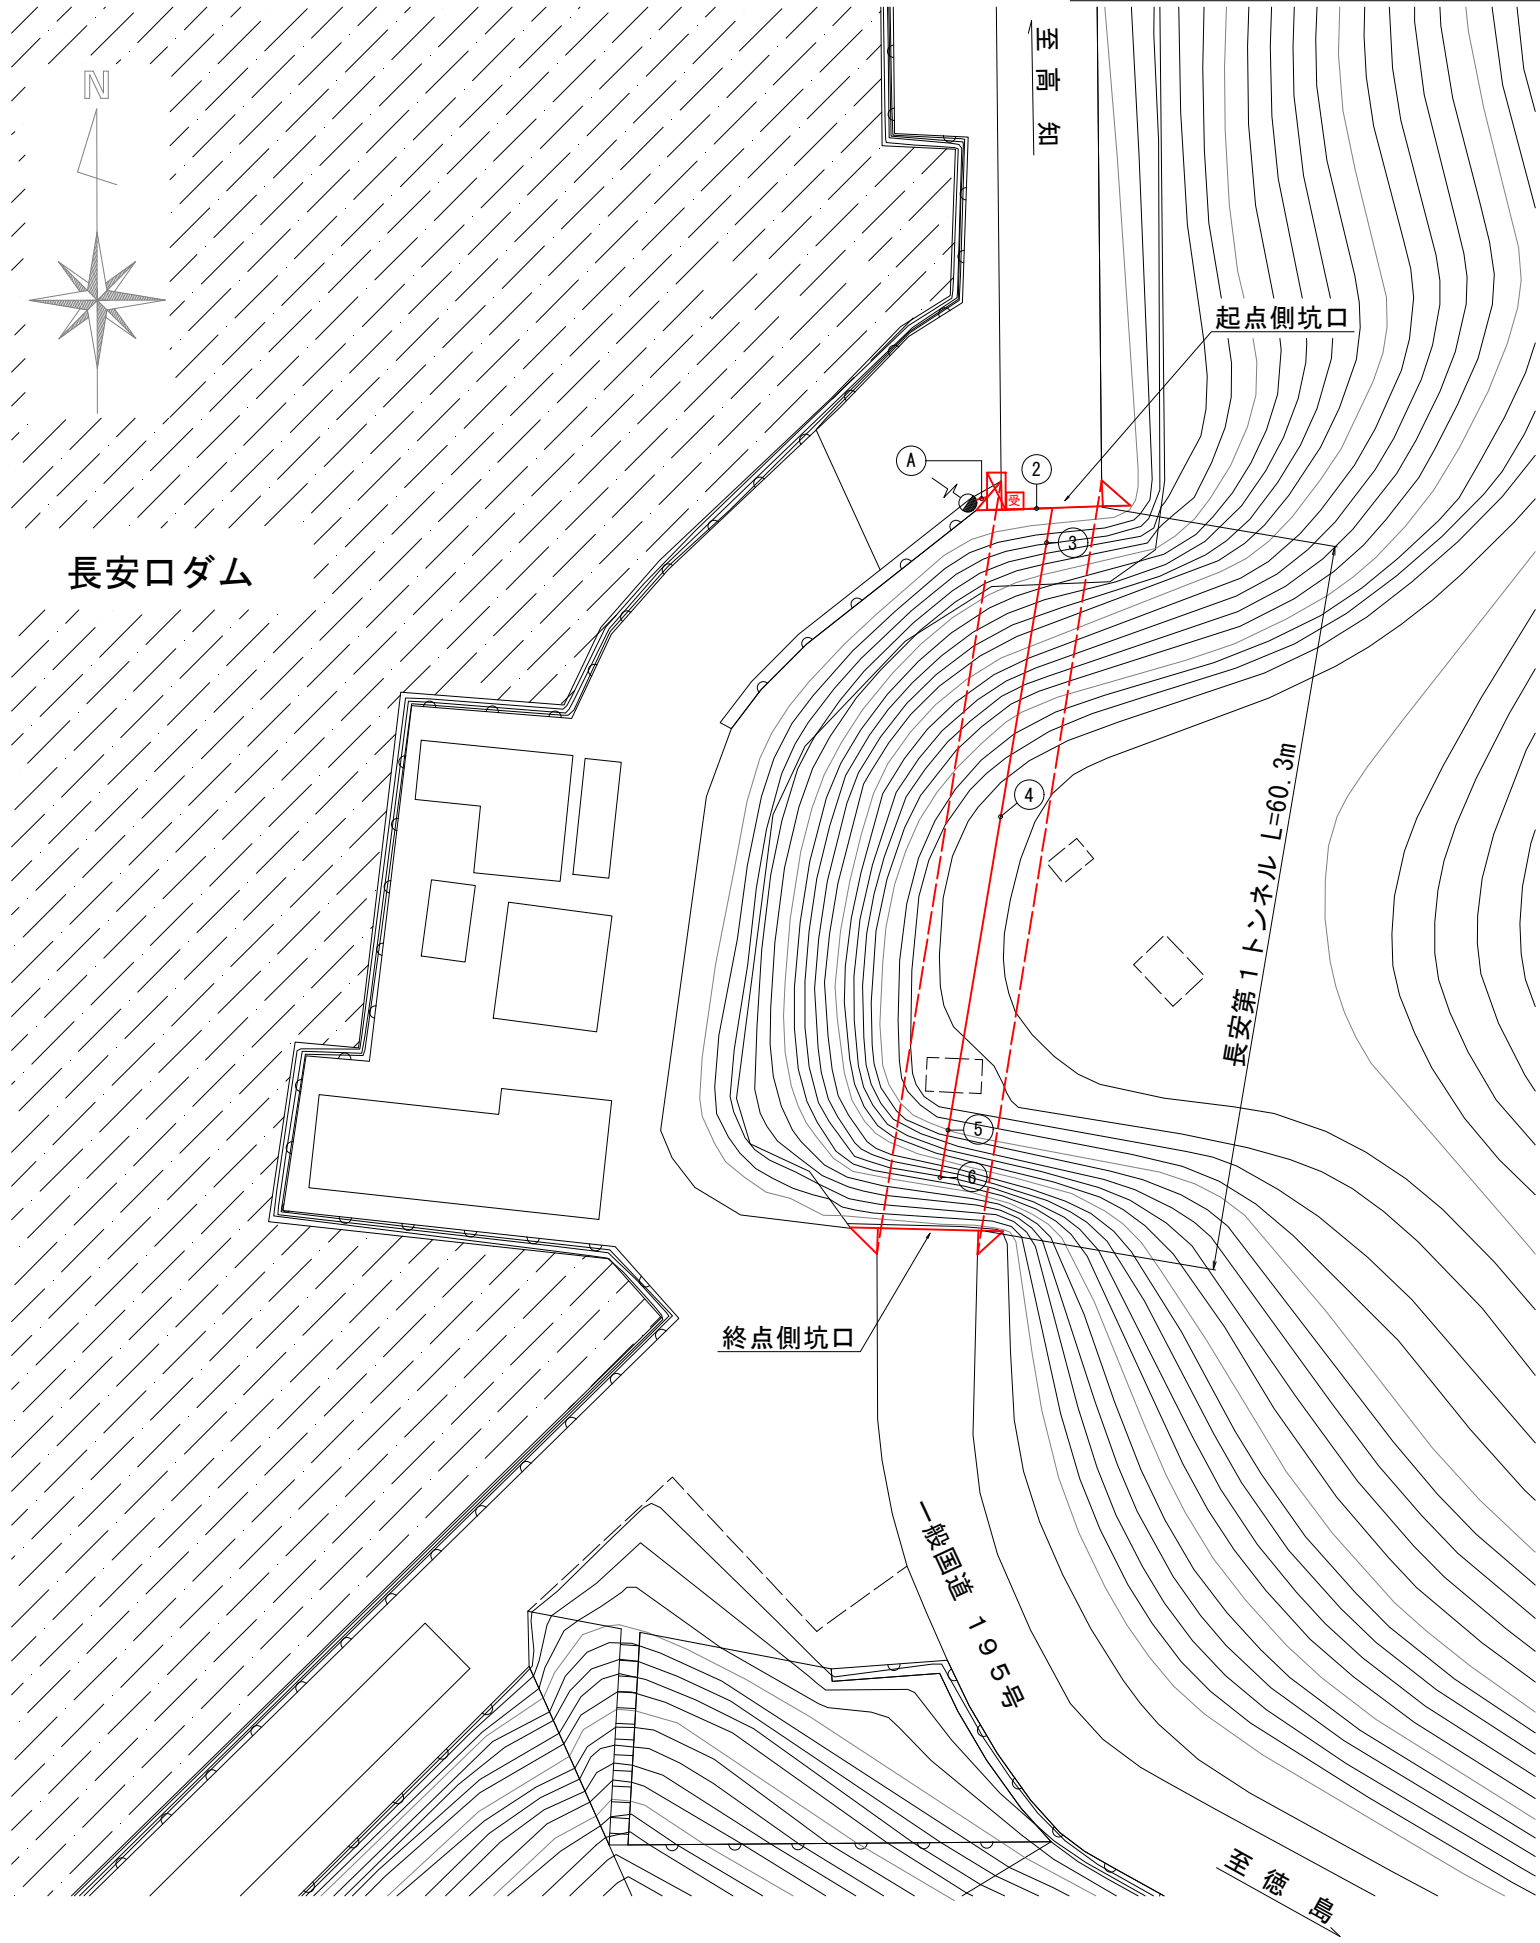 至高知
N
起点側坑口
A
2
受
3
長安口ダム
4
長安第1トンネル L=60.3m
5
6
終点側坑口
一般国道 195号
至徳島